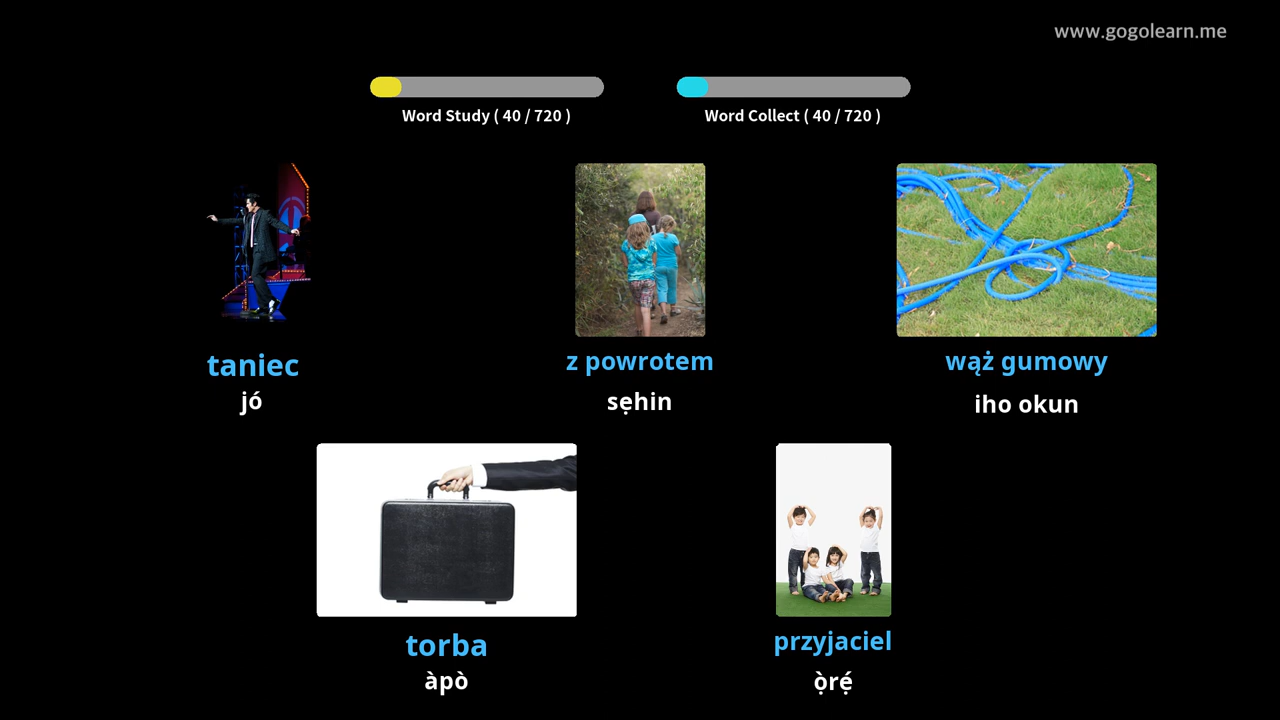 www.gogolearn.me
Word Study ( 40 / 720 )
Word Collect ( 40 / 720 )
taniec
jó
z powrotem
sẹhin
wąż gumowy
iho okun
torba
àpò
przyjaciel
ọ̀rẹ́